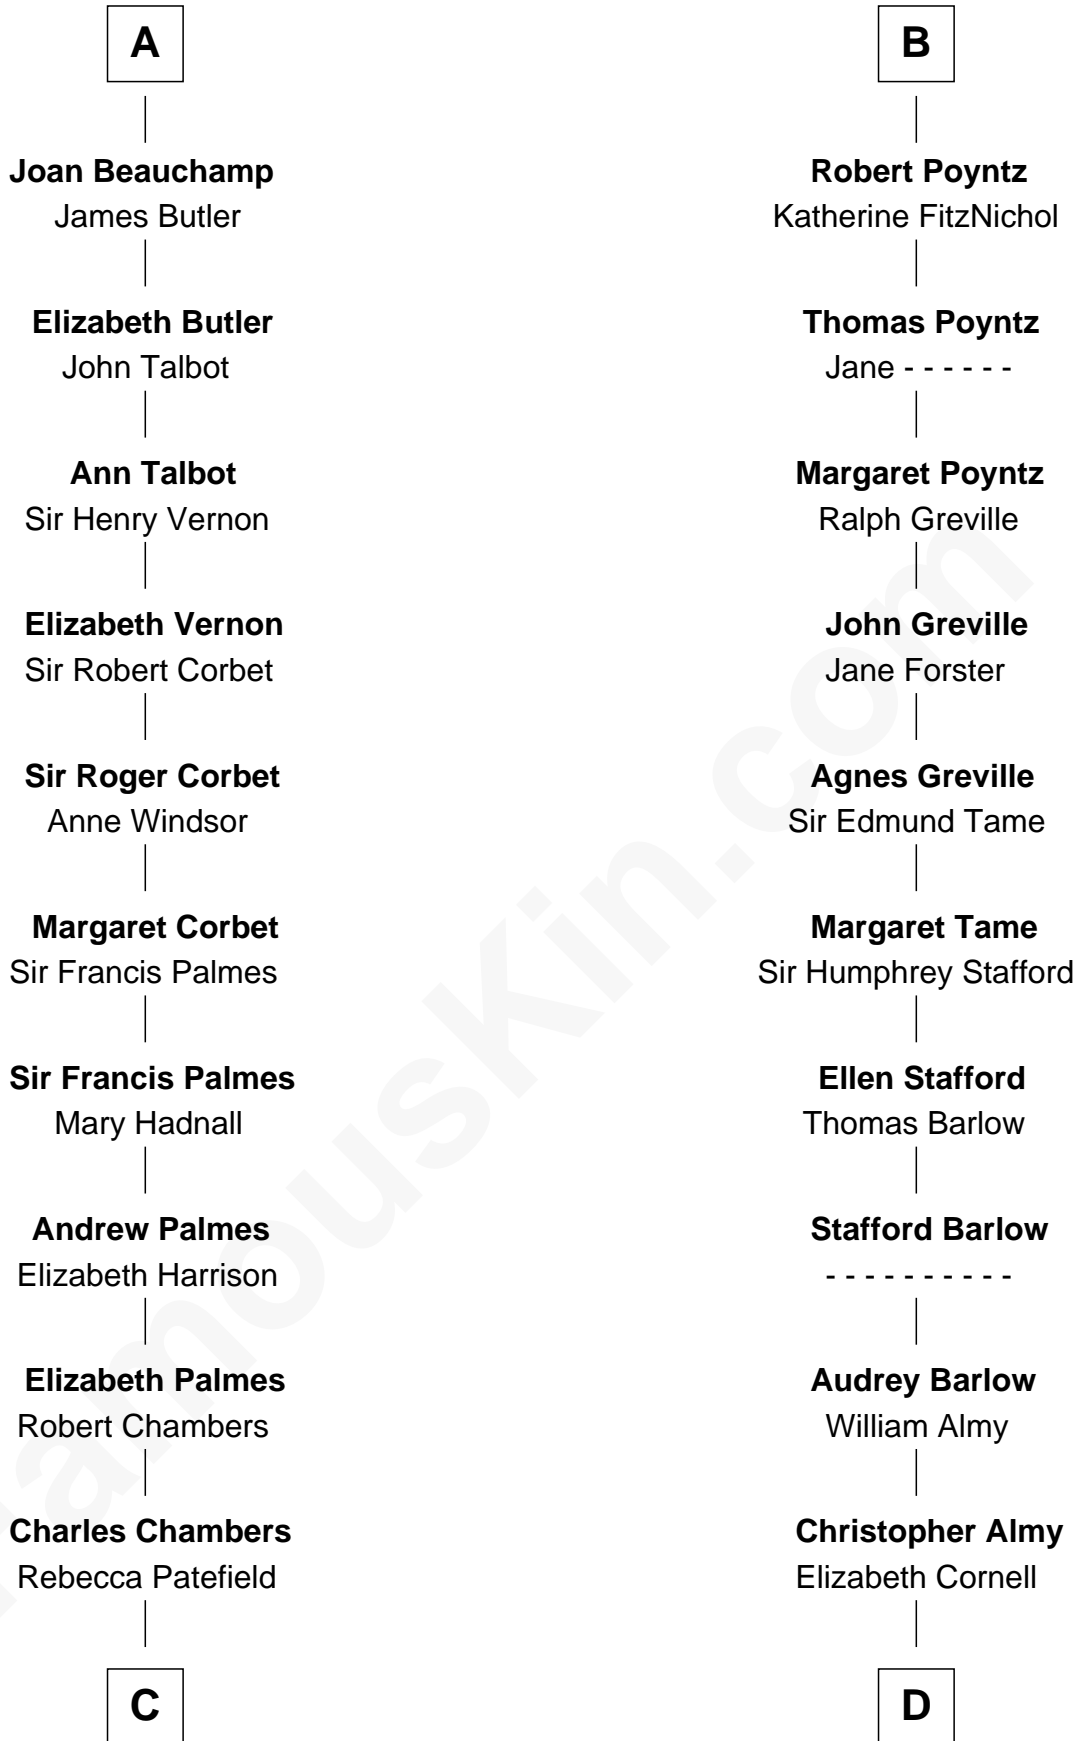 A
Joan Beauchamp
James Butler
Elizabeth Butler
John Talbot
Ann Talbot
Sir Henry Vernon
Elizabeth Vernon
Sir Robert Corbet
Sir Roger Corbet
Anne Windsor
Margaret Corbet
Sir Francis Palmes
Sir Francis Palmes
Mary Hadnall
Andrew Palmes
Elizabeth Harrison
Elizabeth Palmes
Robert Chambers
Charles Chambers
Rebecca Patefield
C
B
Robert Poyntz
Katherine FitzNichol
Thomas Poyntz
Jane - - - - - -
Margaret Poyntz
Ralph Greville
John Greville
Jane Forster
Agnes Greville
Sir Edmund Tame
Margaret Tame
Sir Humphrey Stafford
Ellen Stafford
Thomas Barlow
Stafford Barlow
- - - - - - - - - -
Audrey Barlow
William Almy
Christopher Almy
Elizabeth Cornell
D
FamousKin.com